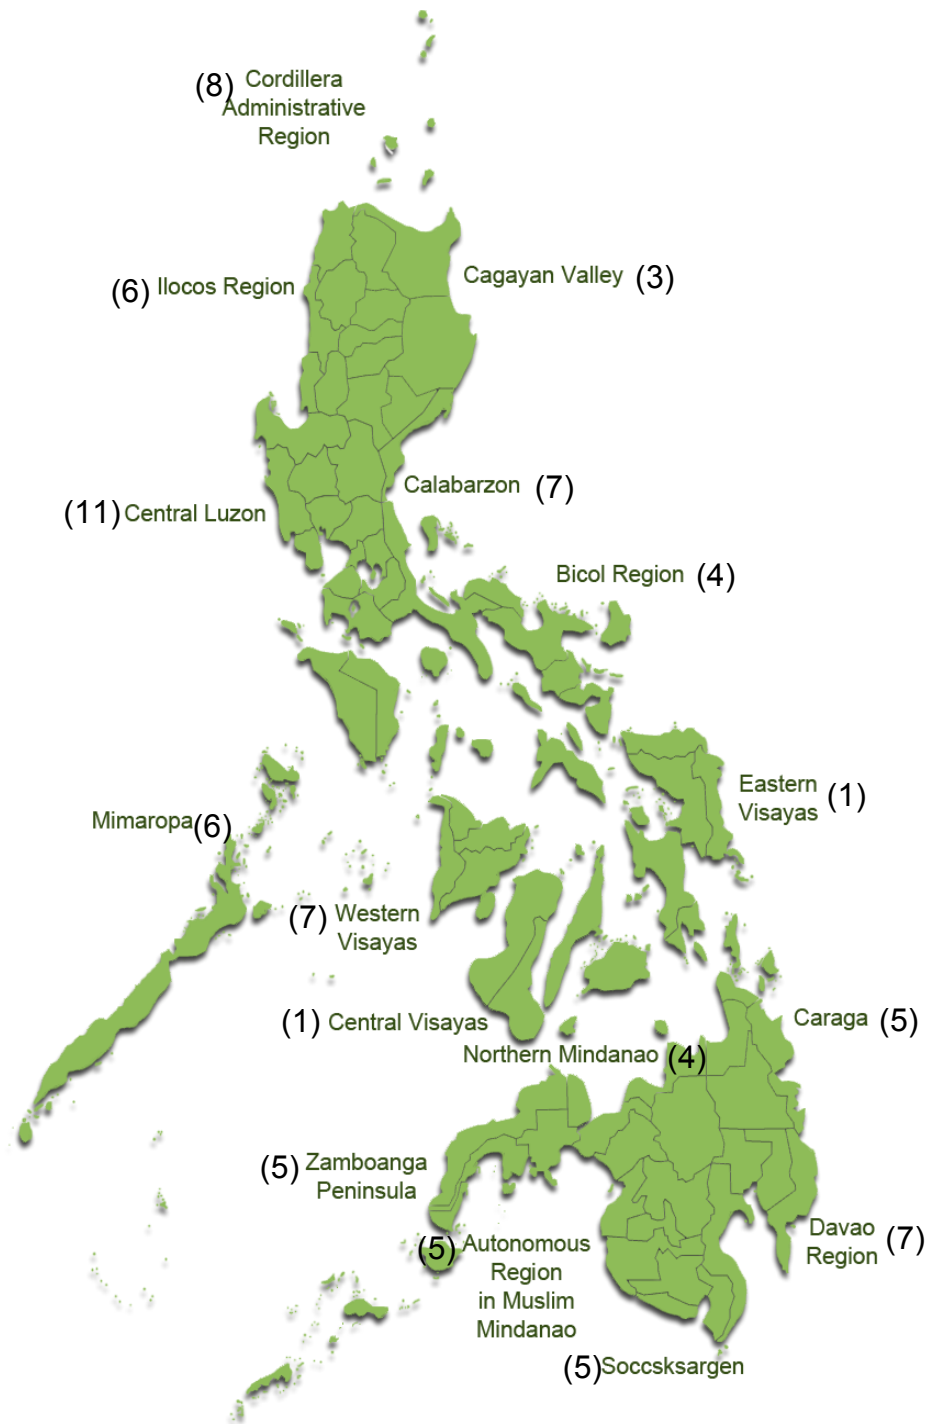 (8) Cordillera
Administrative
Region
(6) Ilocos Region
Cagayan Valley (3)
Calabarzon (7)
(11) Central Luzon
Bicol Region (4)
Eastern
Visayas (1)
Mimaropa (6)
(7) Western
Visayas
(1) Central Visayas
Caraga (5)
Northern Mindanao (4)
(5) Zamboanga
Peninsula
Davao
Region (7)
(5) Autonomous
Region
in Muslim
Mindanao
(5) Soccsksargen